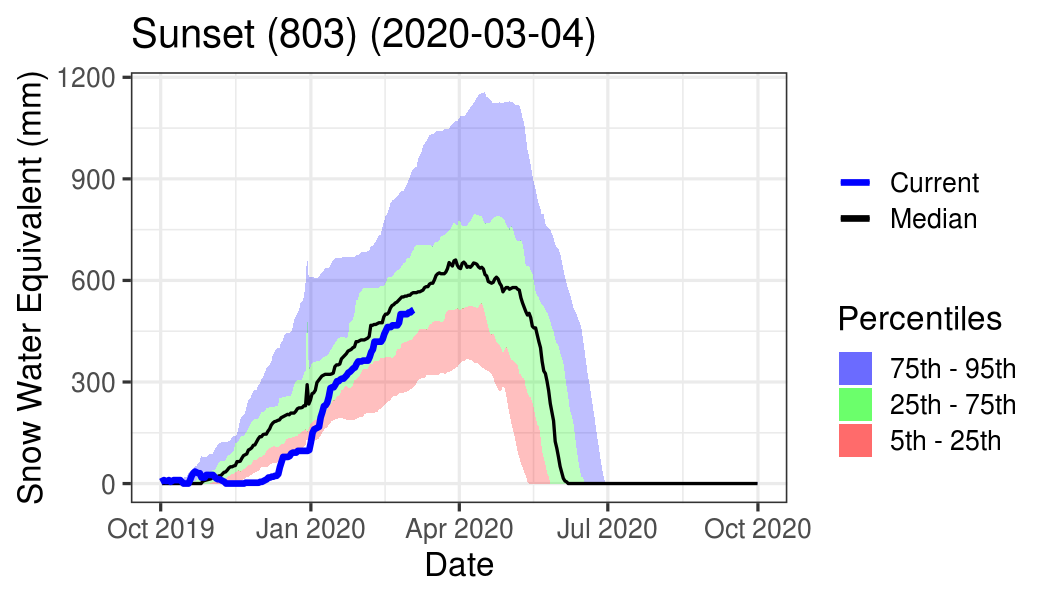 Sunset (803) (2020-03-04)
Snow Water Equivalent (mm)
1200
900
600
300
0
Oct 2019
Jan 2020
Apr 2020
Jul 2020
Oct 2020
Date
Current
Median
Percentiles
75th - 95th
25th - 75th
5th - 25th